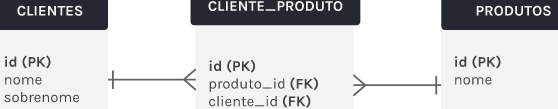 CLIENTES
id (PK)
nome
sobrenome
CLIENTE_PRODUTO
id (PK)
produto_id (FK)
cliente_id (FK)
PRODUTOS
id (PK)
nome